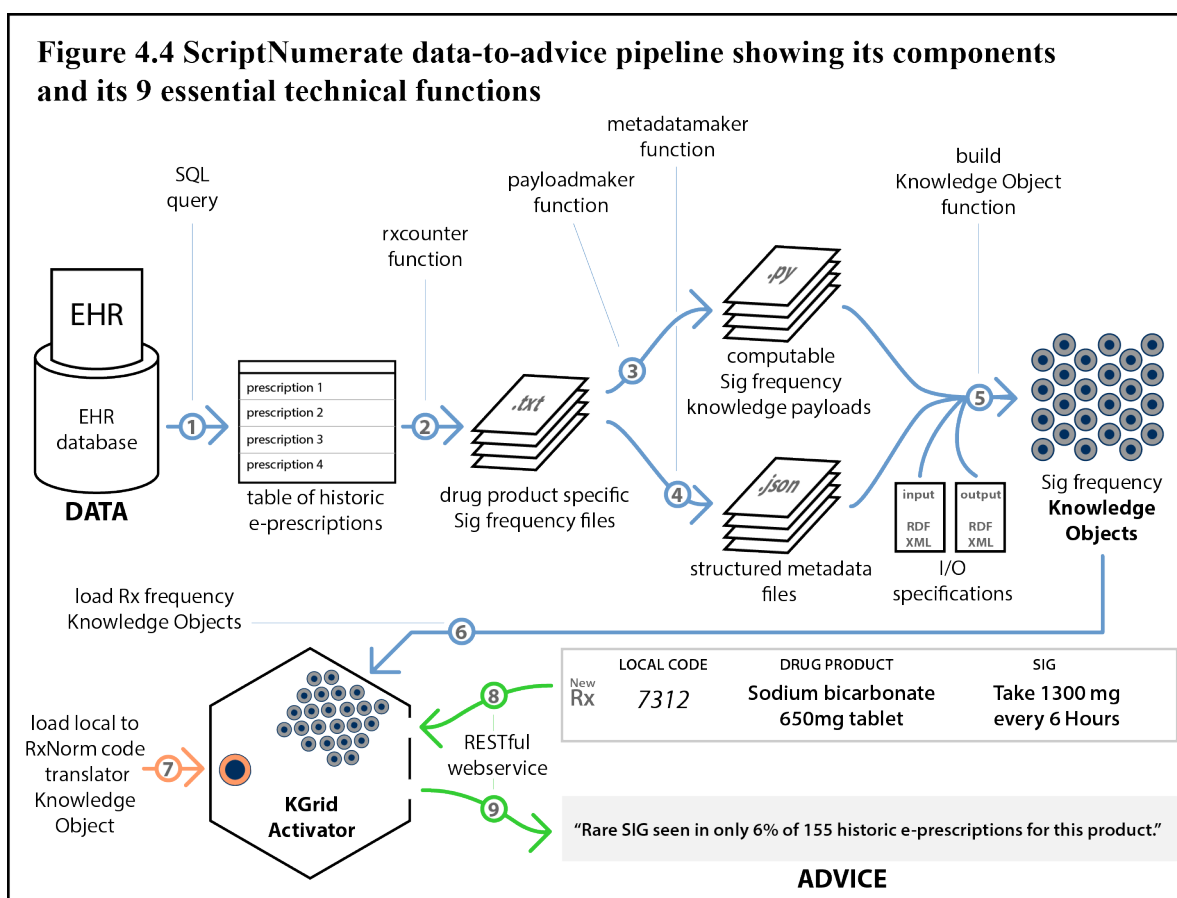 Figure 4.4 ScriptNumerate data-to-advice pipeline showing its components
and its 9 essential technical functions
SQL
query
rxcounter
function
payloadmaker
function
metadatamaker
function
build
Knowledge Object
function
EHR
EHR
database
DATA
1
prescription 1
prescription 2
prescription 3
prescription 4
table of historic
e-prescriptions
2
.txt
drug product specific
Sig frequency files
3
.py
computable
Sig frequency
knowledge payloads
4
.json
structured metadata
files
5
input
RDF
XML
output
RDF
XML
I/O
specifications
Sig frequency
Knowledge
Objects
load Rx frequency
Knowledge Objects
6
load local to
RxNorm code
translator
Knowledge
Object
7
KGrid
Activator
8
RESTful
webservice
9
New
Rx
LOCAL CODE
7312
DRUG PRODUCT
Sodium bicarbonate
650mg tablet
SIG
Take 1300 mg
every 6 Hours
“Rare SIG seen in only 6% of 155 historic e-prescriptions for this product.”
ADVICE